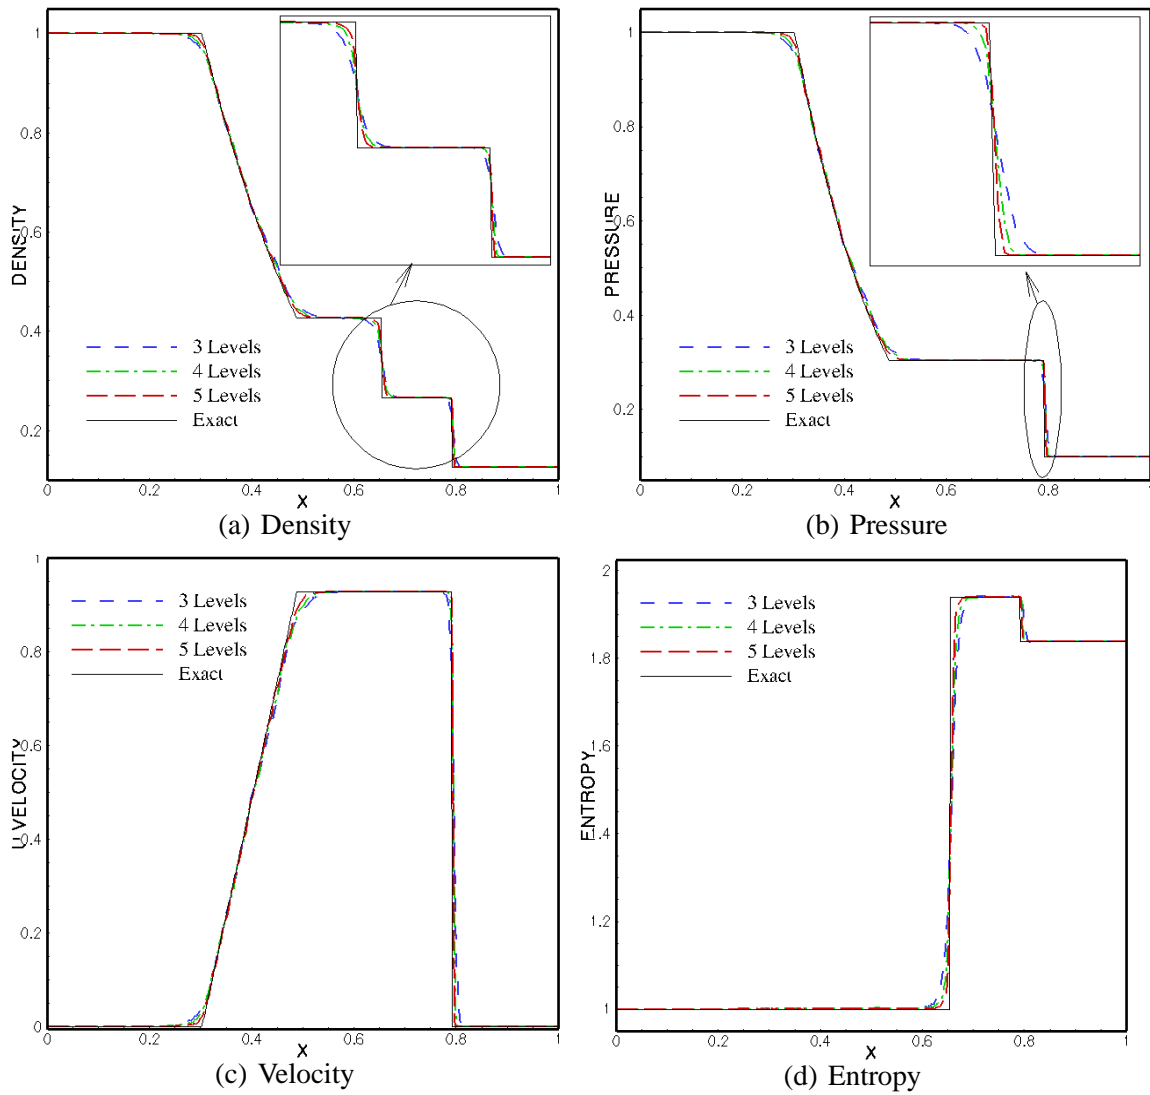 1
0.8
0.6
0.4
0.2
DENSITY
3 Levels
4 Levels
5 Levels
Exact
0
0.2
0.4
0.6
0.8
1
X
(a) Density
1
0.8
0.6
0.4
0.2
PRESSURE
3 Levels
4 Levels
5 Levels
Exact
0
0.2
0.4
0.6
0.8
1
X
(b) Pressure
1
0.8
0.6
0.4
0.2
0
U VELOCITY
3 Levels
4 Levels
5 Levels
Exact
0
0.2
0.4
0.6
0.8
1
X
(c) Velocity
2
1.8
1.6
1.4
1.2
1
ENTROPY
3 Levels
4 Levels
5 Levels
Exact
0
0.2
0.4
0.6
0.8
1
X
(d) Entropy